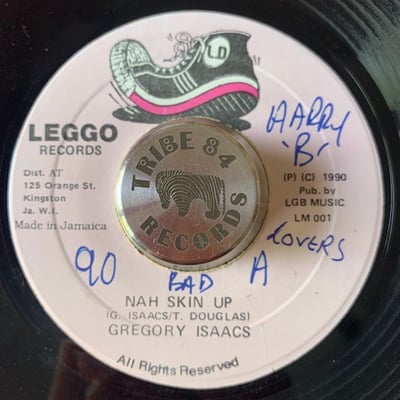 LD
LEGGO
RECORDS
Dist. AT
125 Orange St.
Kingston
Ja. W.I.
Made in Jamaica
TRIBE 84
RECORDS
HARRY
'B'
(P) (C) 1990
Pub. by
LGB MUSIC
LM 001
LOVERS
90 BAD A
NAH SKIN UP
(G. ISAACS/T. DOUGLAS)
GREGORY ISAACS
All Rights Reserved